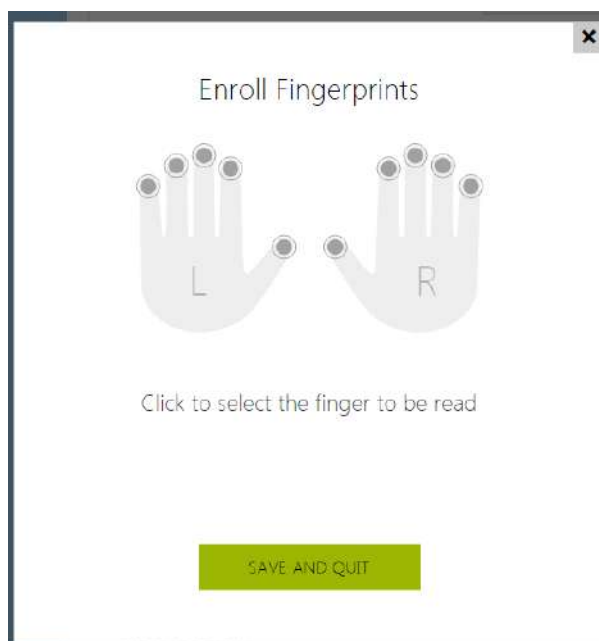 Enroll Fingerprints
L
R
Click to select the finger to be read
SAVE AND QUIT